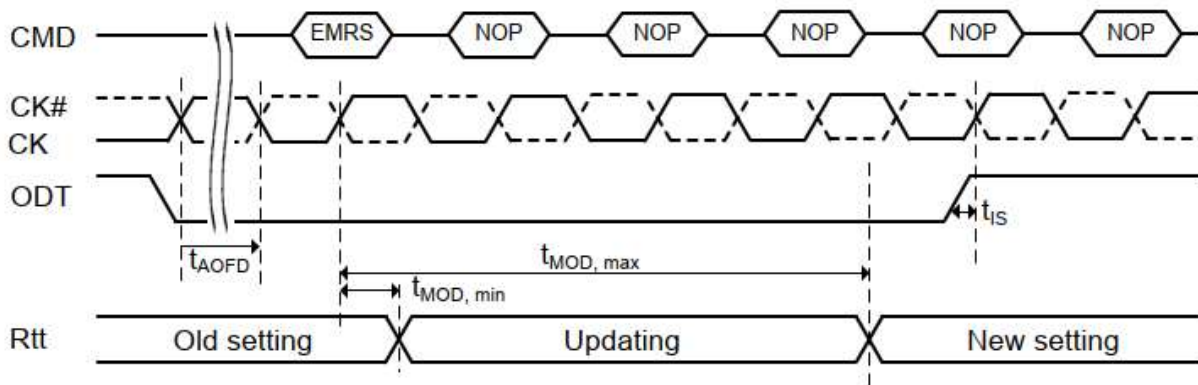 CMD EMRS NOP NOP NOP NOP NOP
CK#
CK
ODT
tIS
tAOFD
tMOD, max
tMOD, min
Rtt Old setting Updating New setting